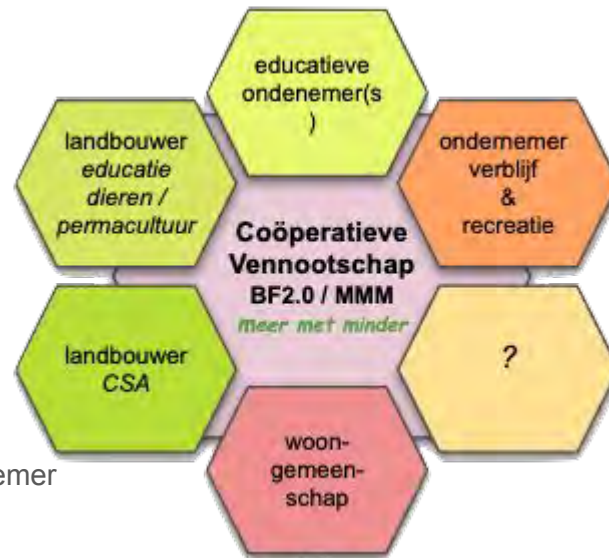 educatieve
ondenemer(s
)
landbouwer
educatie
dieren /
permacultuur
ondernemer
verblijf
&
recreatie
Coöperatieve
Vennootschap
BF2.0 / MMM
meer met minder
landbouwer
CSA
?
woon-
gemeen-
schap
emer